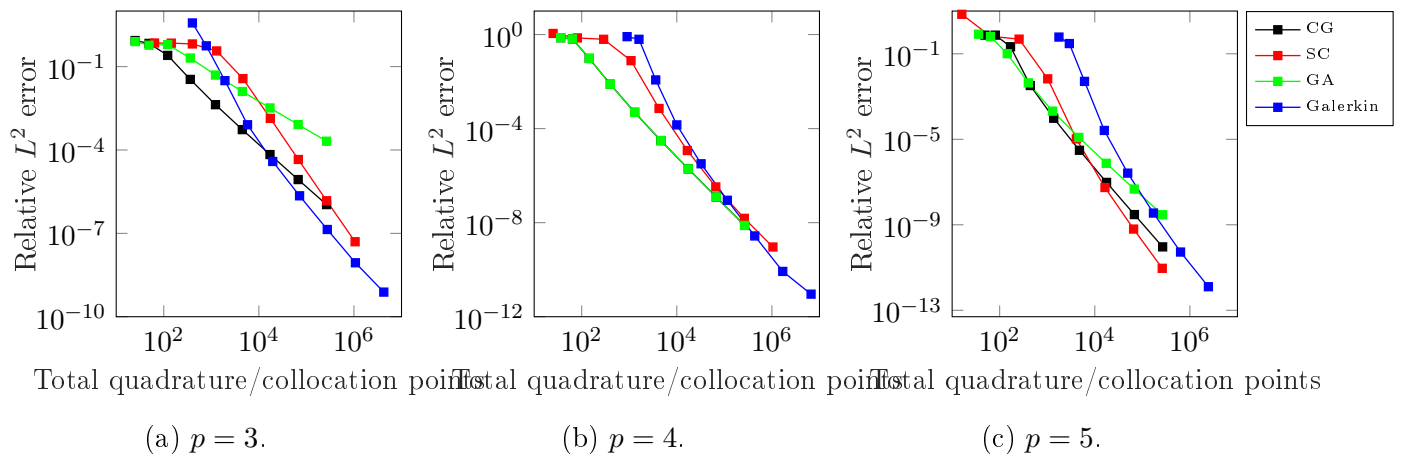 10^{-1}
10^{-4}
10^{-7}
10^{-10}
Relative L^2 error
10^2 10^4 10^6
Total quadrature/collocation points
(a) p = 3.
10^0
10^{-4}
10^{-8}
10^{-12}
Relative L^2 error
10^2 10^4 10^6
Total quadrature/collocation points
(b) p = 4.
10^{-1}
10^{-5}
10^{-9}
10^{-13}
Relative L^2 error
10^2 10^4 10^6
Total quadrature/collocation points
(c) p = 5.
CG
SC
GA
Galerkin